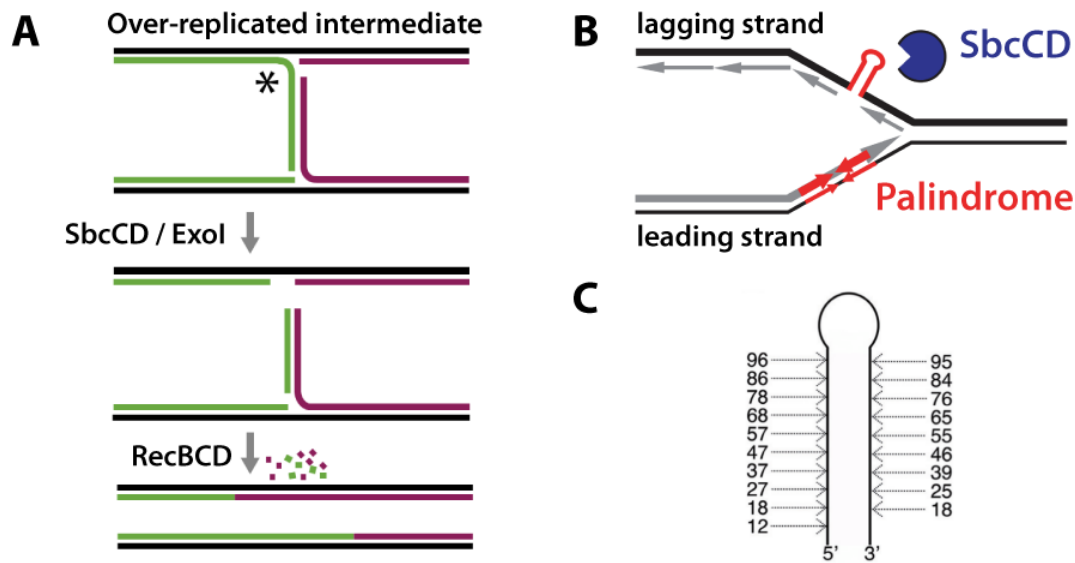 A
Over-replicated intermediate
*
SbcCD / ExoI
RecBCD
B
lagging strand
SbcCD
Palindrome
leading strand
C
96 95
86 84
78 76
68 65
57 55
47 46
37 39
27 25
18 18
12
5’ 3’